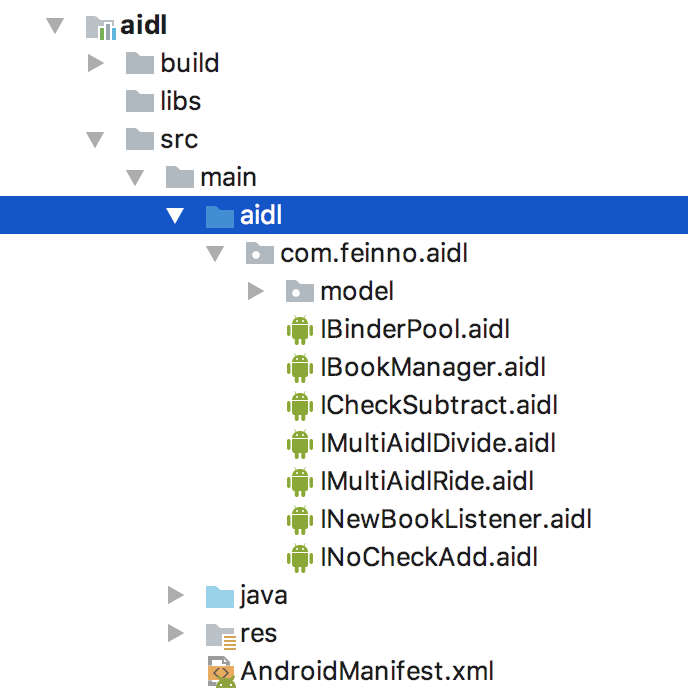 aidl
build
libs
src
main
aidl
com.feinno.aidl
model
IBinderPool.aidl
IBookManager.aidl
ICheckSubtract.aidl
IMultiAidlDivide.aidl
IMultiAidlRide.aidl
INewBookListener.aidl
INoCheckAdd.aidl
java
res
AndroidManifest.xml